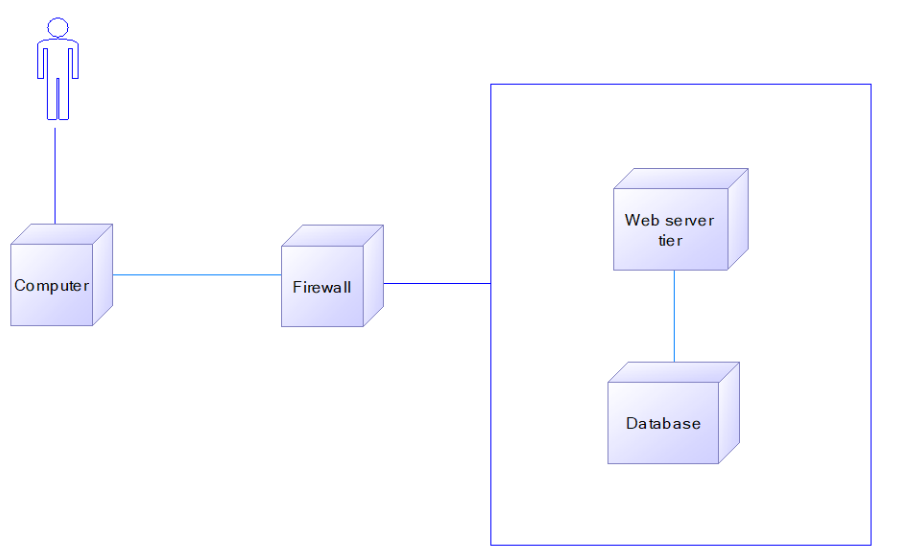 Computer
Firewall
Web server
tier
Database